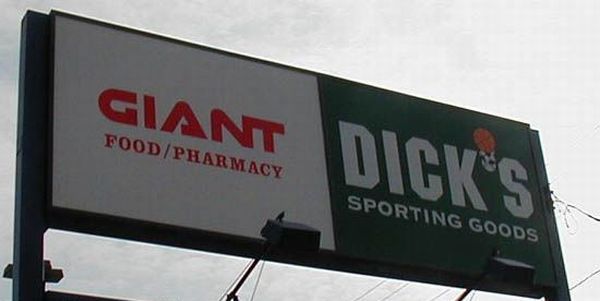 GIANT
FOOD/PHARMACY
DICK'S
SPORTING GOODS